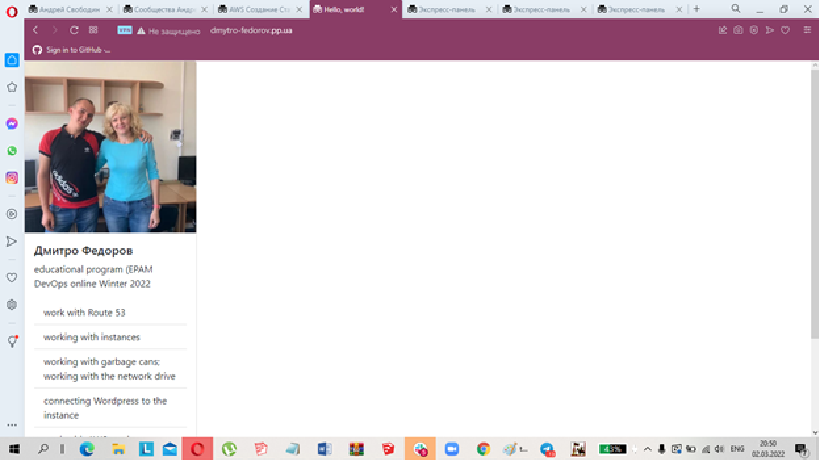 Андрей Свободин
Сообщества Андр
AWS Создание Ст
Hello, world!
Экспресс-панель
Экспресс-панель
Экспресс-панель
VPN
Не защищено
dmytro-fedorov.pp.ua
Sign in to GitHub
adidas
Дмитро Федоров
educational program (EPAM
DevOps online Winter 2022
work with Route 53
working with instances
working with garbage cans;
working with the network drive
connecting Wordpress to the
instance
43%
ENG
20:50
02.03.2022